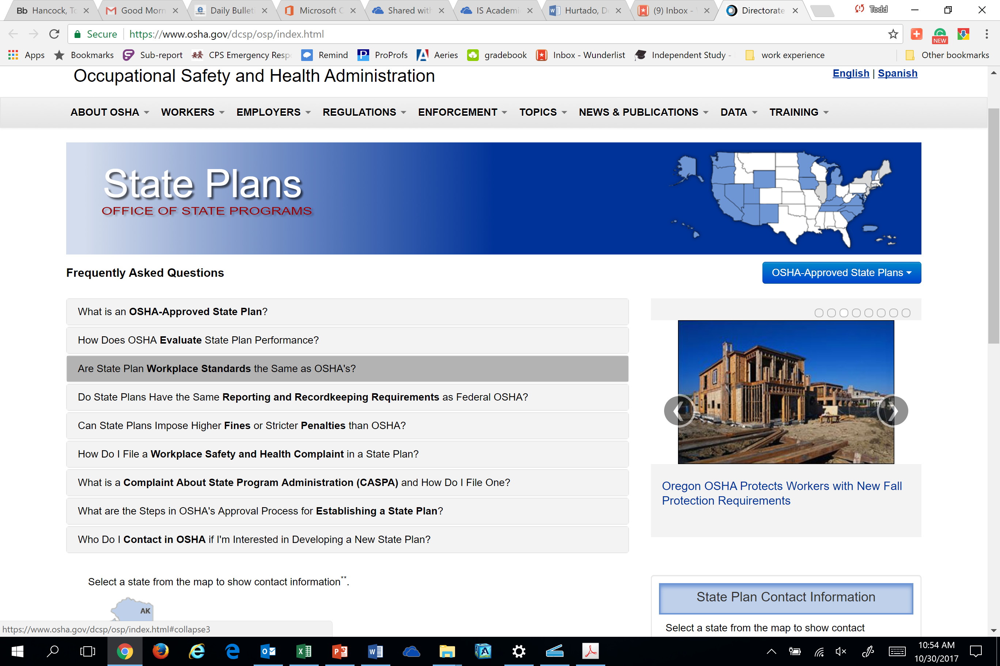 Bb Hancock, To
Good Morn
Daily Bulleti
Microsoft O
Shared with
IS Academi
Hurtado, D
(9) Inbox -
Directorate
Todd
Secure https://www.osha.gov/dcsp/osp/index.html
NEW
Apps Bookmarks Sub-report CPS Emergency Resp Remind ProProfs Aeries gradebook Inbox - Wunderlist Independent Study - work experience Other bookmarks
Occupational Safety and Health Administration
English | Spanish
ABOUT OSHA WORKERS EMPLOYERS REGULATIONS ENFORCEMENT TOPICS NEWS & PUBLICATIONS DATA TRAINING
State Plans
OFFICE OF STATE PROGRAMS
Frequently Asked Questions
OSHA-Approved State Plans
What is an OSHA-Approved State Plan?
How Does OSHA Evaluate State Plan Performance?
Are State Plan Workplace Standards the Same as OSHA's?
Do State Plans Have the Same Reporting and Recordkeeping Requirements as Federal OSHA?
Can State Plans Impose Higher Fines or Stricter Penalties than OSHA?
How Do I File a Workplace Safety and Health Complaint in a State Plan?
What is a Complaint About State Program Administration (CASPA) and How Do I File One?
What are the Steps in OSHA's Approval Process for Establishing a State Plan?
Who Do I Contact in OSHA if I'm Interested in Developing a New State Plan?
Oregon OSHA Protects Workers with New Fall
Protection Requirements
Select a state from the map to show contact information**.
AK
State Plan Contact Information
Select a state from the map to show contact
https://www.osha.gov/dcsp/osp/index.html#collapse3
10:54 AM
10/30/2017